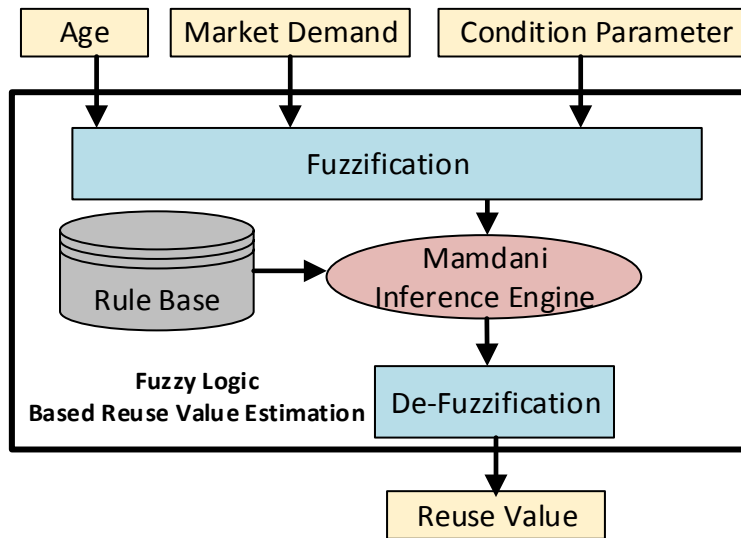 Age
Market Demand
Condition Parameter
Fuzzification
Rule Base
Mamdani
Inference Engine
Fuzzy Logic
Based Reuse Value Estimation
De-Fuzzification
Reuse Value